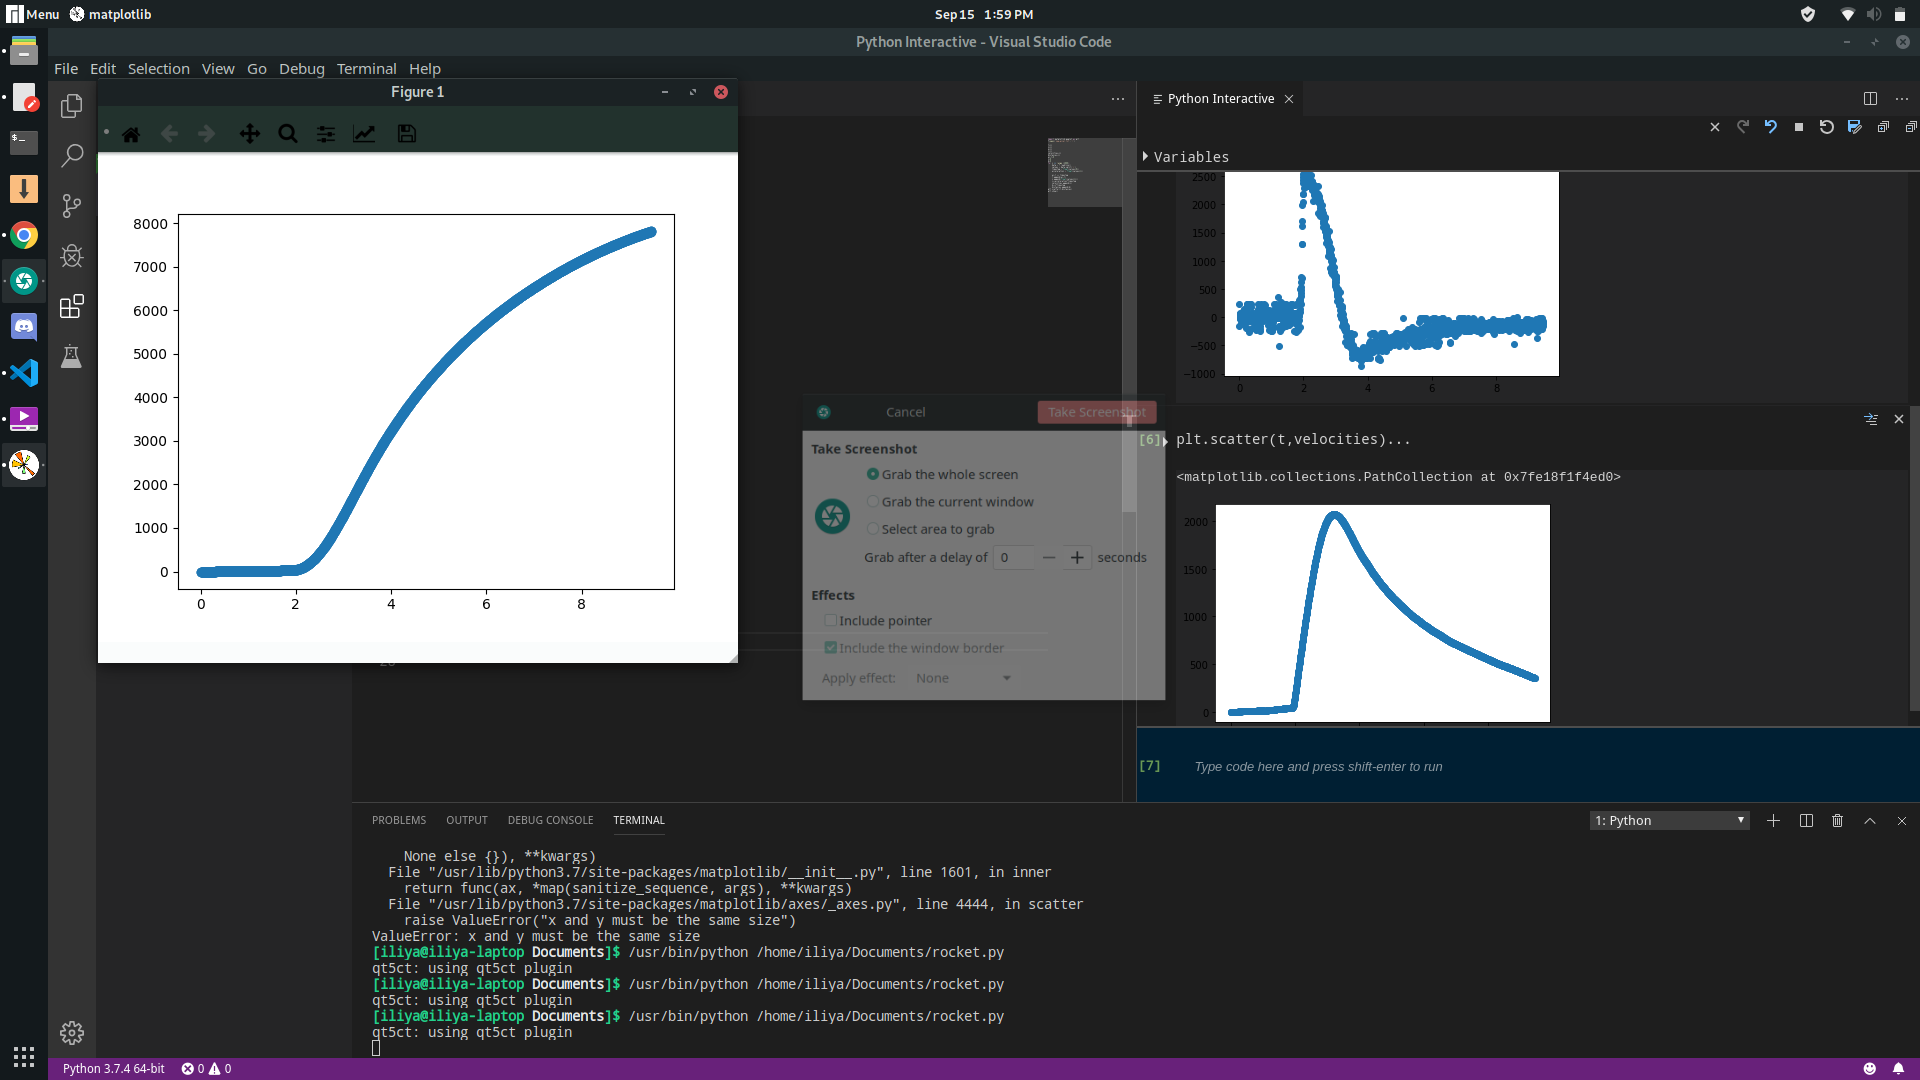 Menu matplotlib
Sep 15 1:59 PM
Python Interactive - Visual Studio Code
File Edit Selection View Go Debug Terminal Help
Figure 1
8000
7000
6000
5000
4000
3000
2000
1000
0
0 2 4 6 8
Cancel Take Screenshot
Take Screenshot
Grab the whole screen
Grab the current window
Select area to grab
Grab after a delay of 0 seconds
Effects
Include pointer
Include the window border
Apply effect: None
Python Interactive
Variables
2500
2000
1500
1000
500
0
−500
−1000
0 2 4 6 8
[6] plt.scatter(t,velocities)...
<matplotlib.collections.PathCollection at 0x7fe18f1f4ed0>
2000
1500
1000
500
0
[7] Type code here and press shift-enter to run
PROBLEMS OUTPUT DEBUG CONSOLE TERMINAL
1: Python
None else {}), **kwargs)
File "/usr/lib/python3.7/site-packages/matplotlib/__init__.py", line 1601, in inner
return func(ax, *map(sanitize_sequence, args), **kwargs)
File "/usr/lib/python3.7/site-packages/matplotlib/axes/_axes.py", line 4444, in scatter
raise ValueError("x and y must be the same size")
ValueError: x and y must be the same size
[iliya@iliya-laptop Documents]$ /usr/bin/python /home/iliya/Documents/rocket.py
qt5ct: using qt5ct plugin
[iliya@iliya-laptop Documents]$ /usr/bin/python /home/iliya/Documents/rocket.py
qt5ct: using qt5ct plugin
[iliya@iliya-laptop Documents]$ /usr/bin/python /home/iliya/Documents/rocket.py
qt5ct: using qt5ct plugin
Python 3.7.4 64-bit 0 0